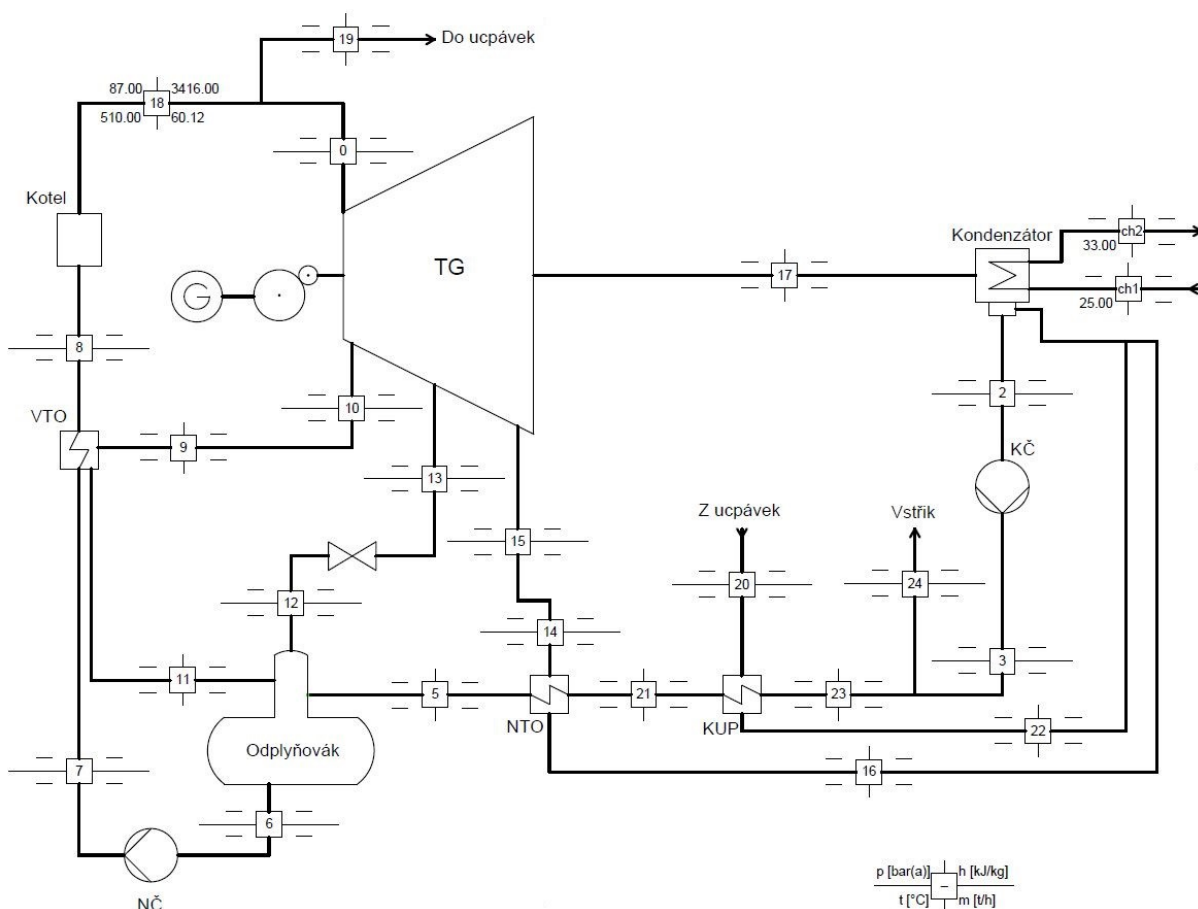 19
Do ucpávek
87.00 3416.00
18
510.00 60.12
0
Kotel
TG
Kondenzátor
ch2
33.00
17
ch1
25.00
G
8
2
10
VTO
9
KČ
13
Z ucpávek
Vstřik
15
20
24
12
14
3
11
5
21
23
NTO
KUP
Odplyňovák
22
7
16
6
p [bar(a)] h [kJ/kg]
–
t [°C] m [t/h]
NČ